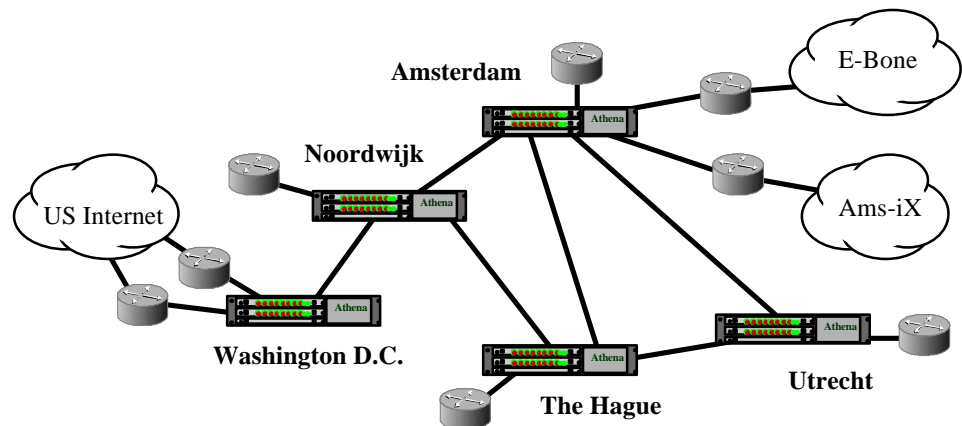 E-Bone
Amsterdam
Athena
Noordwijk
Athena
US Internet
Ams-iX
Athena
Athena
Athena
Washington D.C.
Utrecht
The Hague